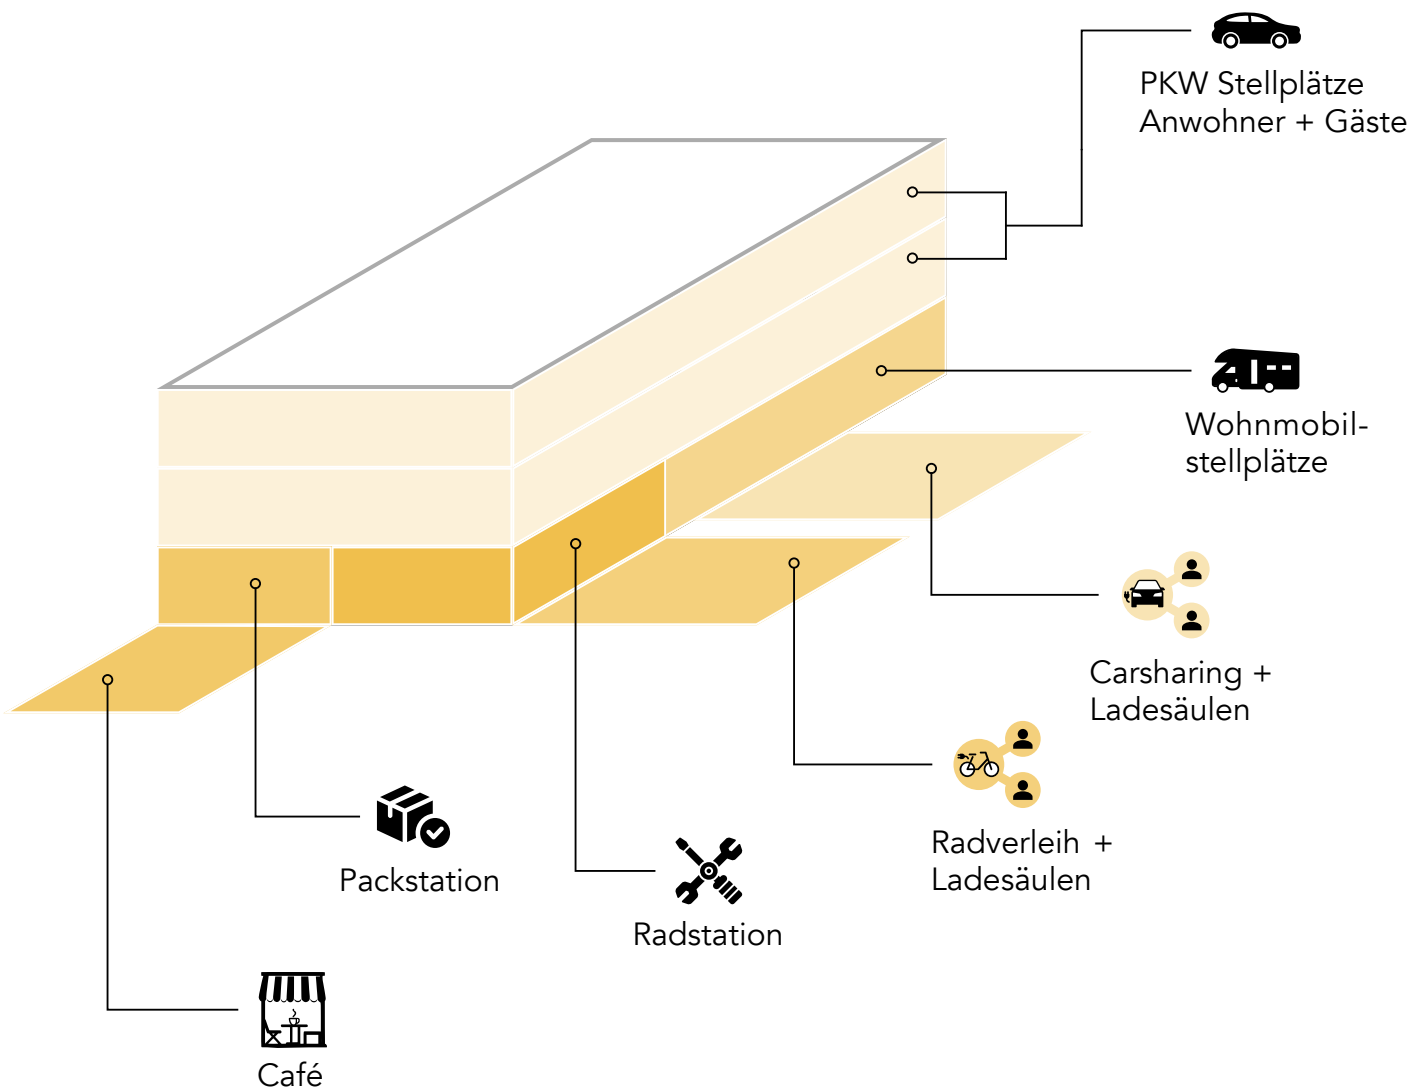 PKW Stellplätze
Anwohner + Gäste
Wohnmobil-
stellplätze
Carsharing +
Ladesäulen
Radverleih +
Ladesäulen
Packstation
Radstation
Café